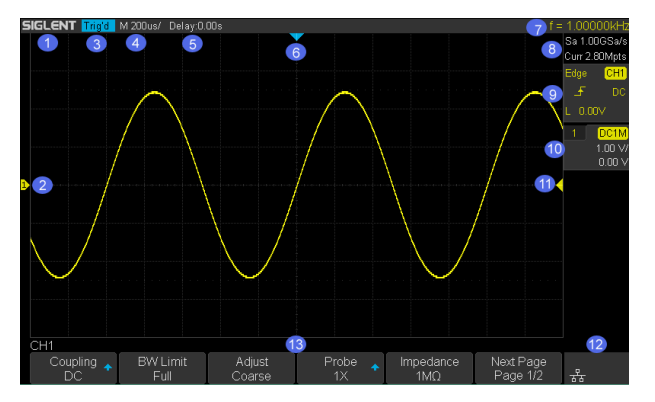 SIGLENT Trig'd M 200us/ Delay:0.00s f = 1.00000kHz
1 3 4 5 6 7
8 Sa 1.00GSa/s
Curr 2.80Mpts
Edge CH1
9 DC
L 0.00V
1 DC1M
10 1.00 V/
0.00 V
1 2 11
CH1 13 12
Coupling BW Limit Adjust Probe Impedance Next Page
DC Full Coarse 1X 1MΩ Page 1/2